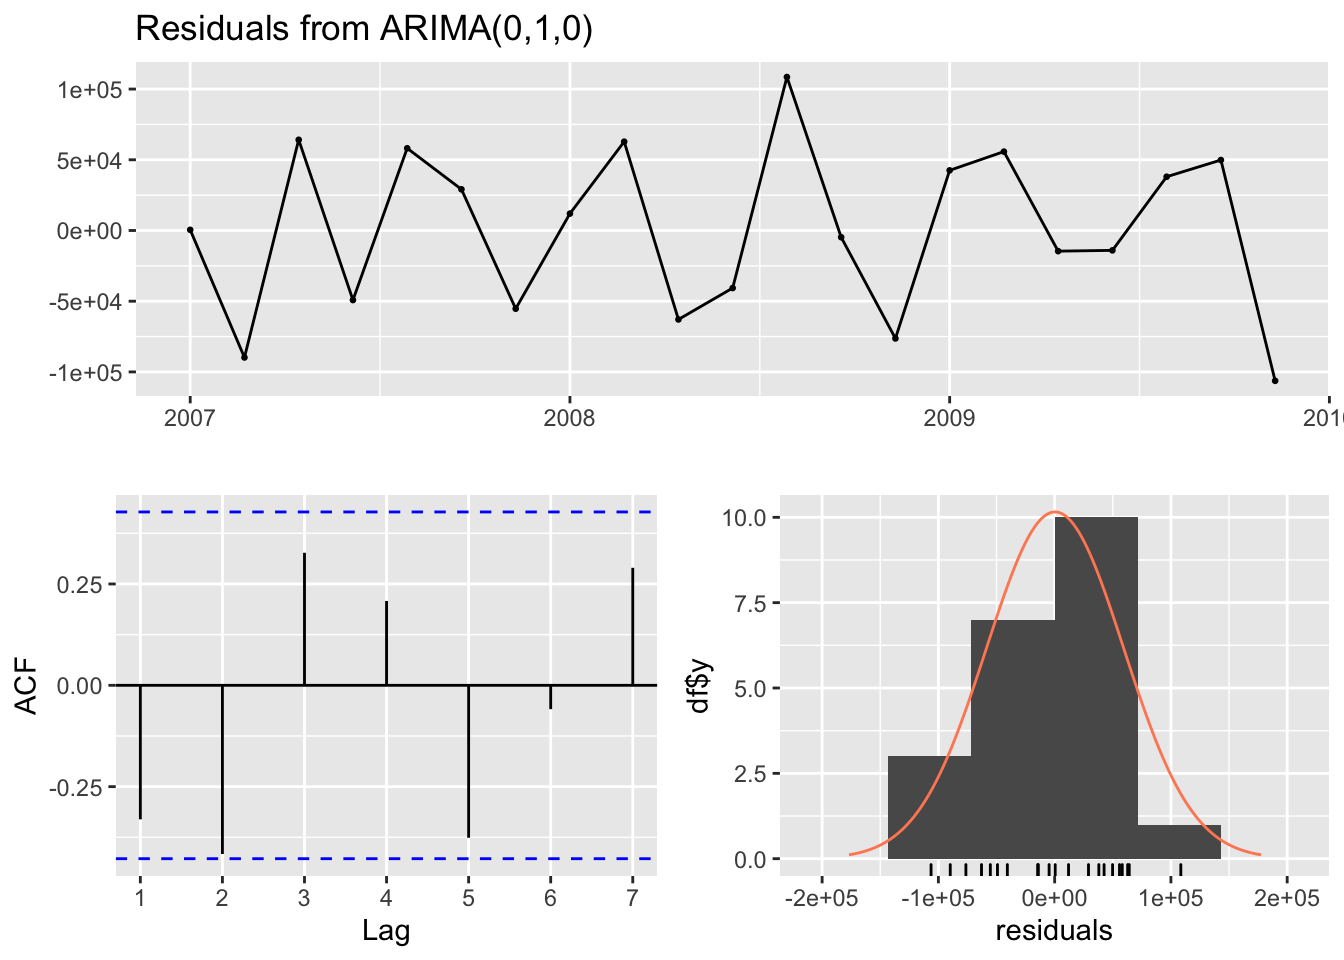 Residuals from ARIMA(0,1,0)
1e+05
5e+04
0e+00
-5e+04
-1e+05
2007 2008 2009 201
ACF
0.25
0.00
-0.25
1 2 3 4 5 6 7
Lag
df$y
10.0
7.5
5.0
2.5
0.0
-2e+05 -1e+05 0e+00 1e+05 2e+05
residuals